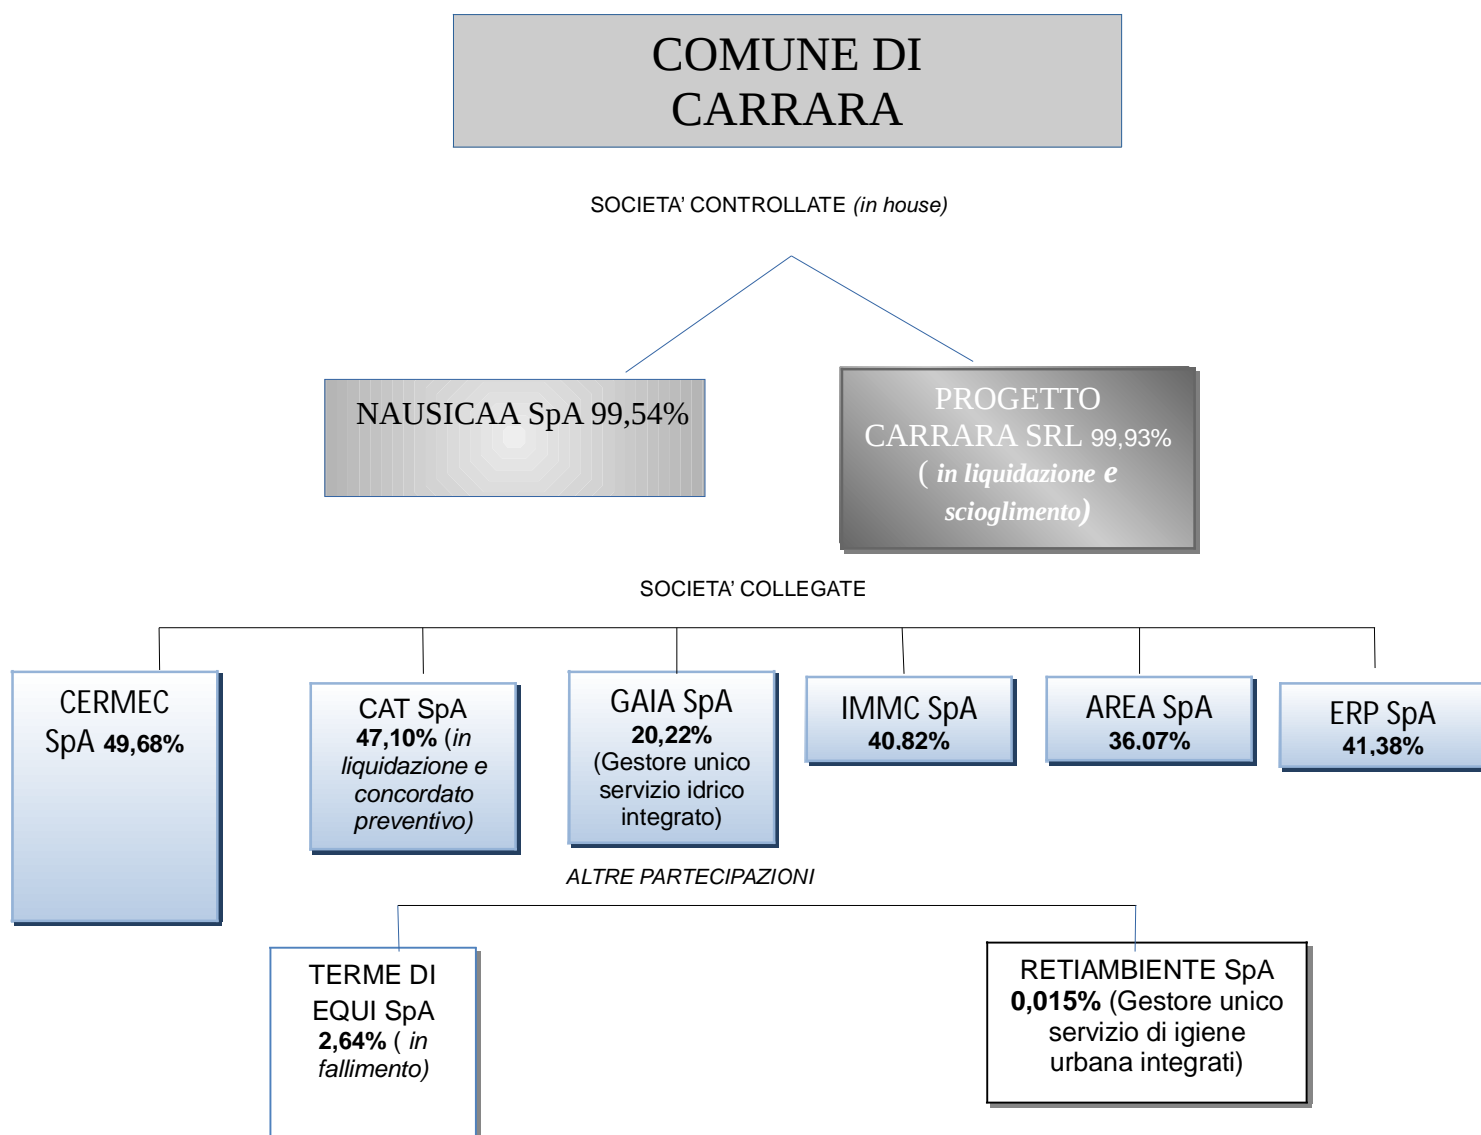 COMUNE DI
CARRARA
SOCIETA’ CONTROLLATE (in house)
NAUSICAA SpA 99,54%
PROGETTO
CARRARA SRL 99,93%
( in liquidazione e
scioglimento)
SOCIETA’ COLLEGATE
CERMEC
SpA 49,68%
CAT SpA
47,10% (in
liquidazione e
concordato
preventivo)
GAIA SpA
20,22%
(Gestore unico
servizio idrico
integrato)
IMMC SpA
40,82%
AREA SpA
36,07%
ERP SpA
41,38%
ALTRE PARTECIPAZIONI
TERME DI
EQUI SpA
2,64% ( in
fallimento)
RETIAMBIENTE SpA
0,015% (Gestore unico
servizio di igiene
urbana integrati)